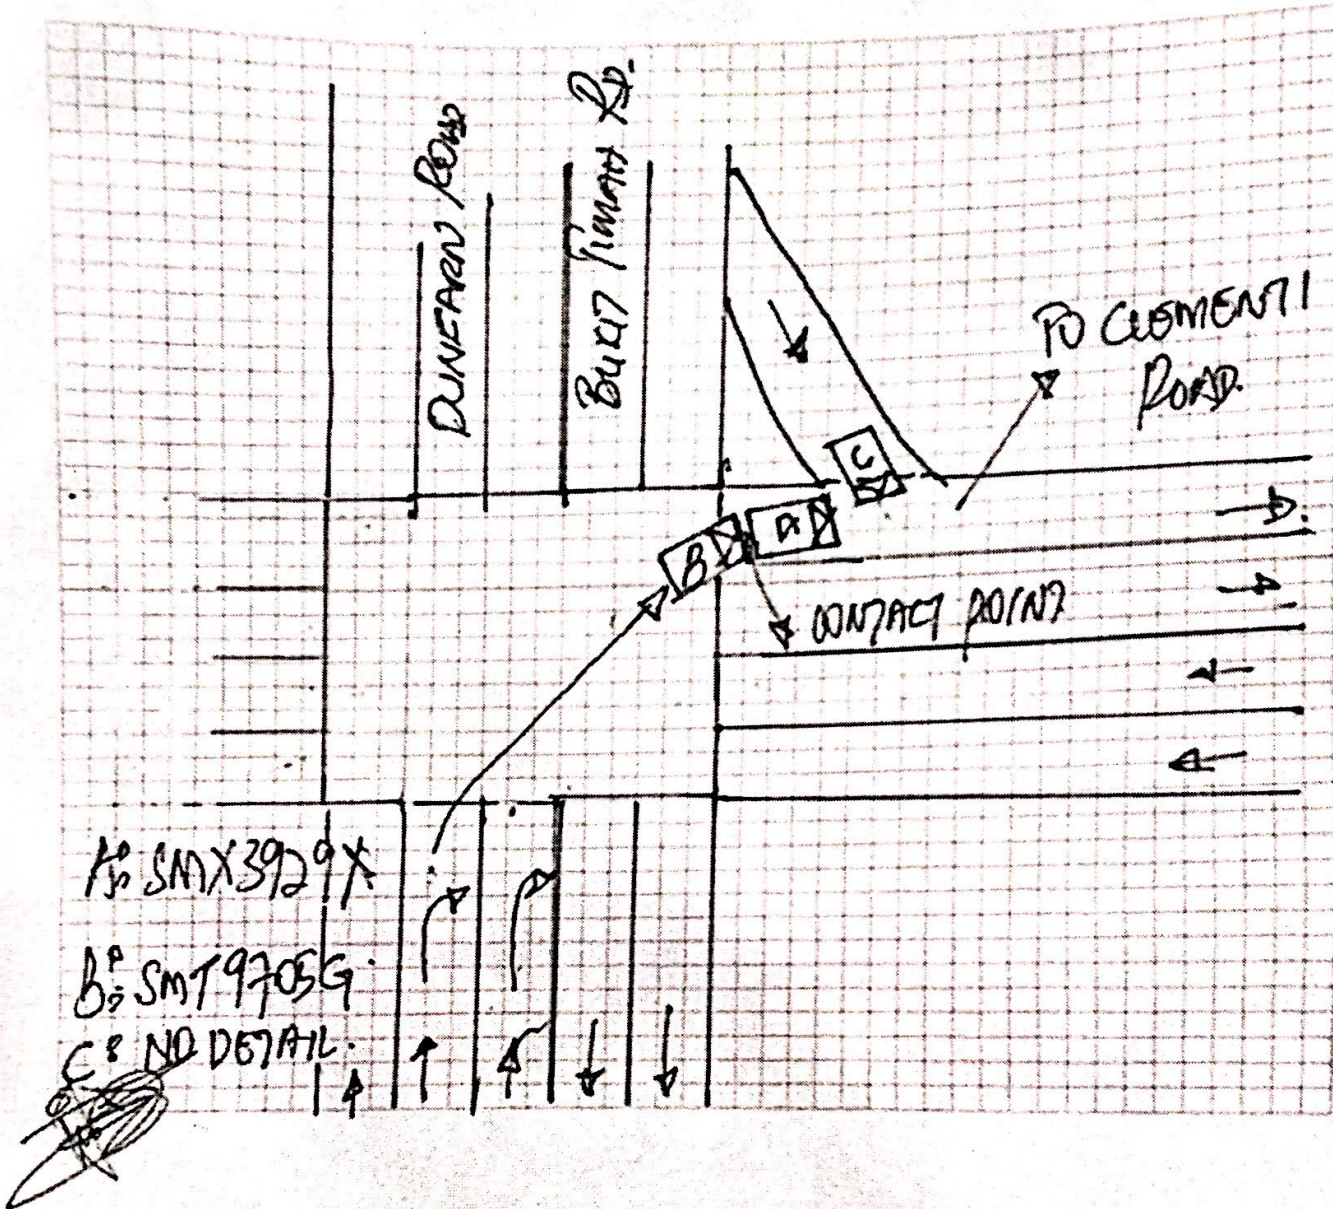 DUNEARN ROAD
BUKIT TIMAH RD.
TO CLEMENTI
ROAD.
C
A
B
CONTACT POINT
A: SMX3929X
B: SMT9705G.
C: NO DETAIL.